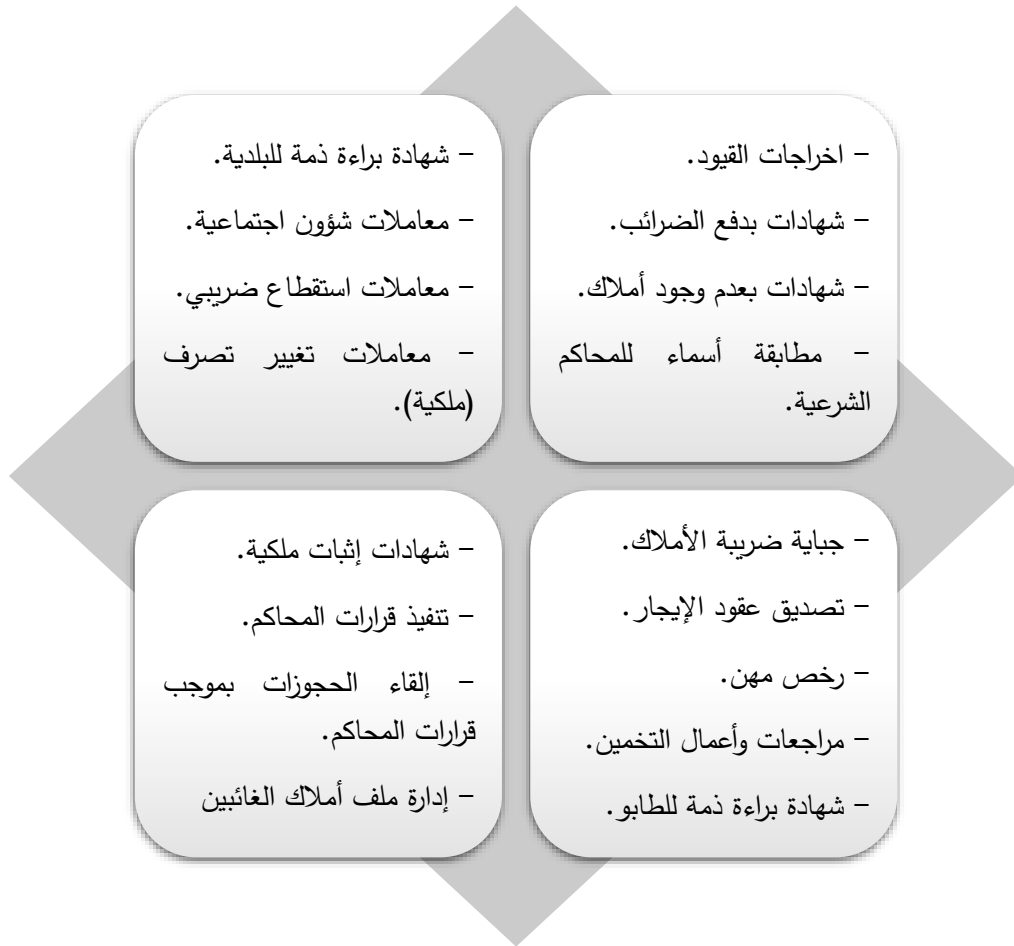 – اخراجات القيود.
– شهادات بدفع الضرائب.
– شهادات بعدم وجود أملاك.
– مطابقة أسماء للمحاكم
الشرعية.
– شهادة براءة ذمة للبلدية.
– معاملات شؤون اجتماعية.
– معاملات استقطاع ضريبي.
– معاملات تغيير تصرف
(ملكية).
– جباية ضريبة الأملاك.
– تصديق عقود الإيجار.
– رخص مهن.
– مراجعات وأعمال التخمين.
– شهادة براءة ذمة للطابو.
– شهادات إثبات ملكية.
– تنفيذ قرارات المحاكم.
– إلقاء الحجوزات بموجب
قرارات المحاكم.
– إدارة ملف أملاك الغائبين